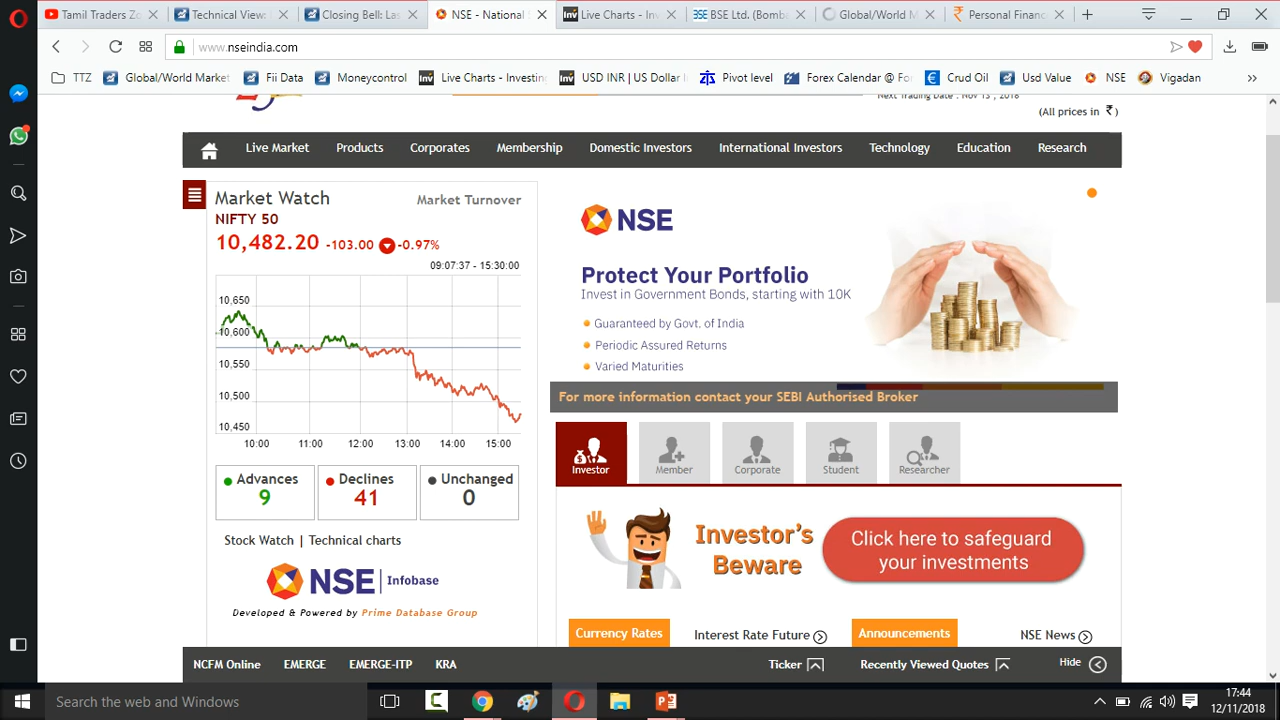 Tamil Traders Zo
Technical View:
Closing Bell: Las
NSE - National S
Live Charts - Inv
BSE Ltd. (Bomba
Global/World M
Personal Financ
www.nseindia.com
TTZ
Global/World Market
Fii Data
Moneycontrol
Live Charts - Investing
USD INR | US Dollar I
Pivot level
Forex Calendar @ Fo
Crud Oil
Usd Value
NSE
Vigadan
Next Trading Date : Nov 13 , 2018
(All prices in ₹)
Live Market
Products
Corporates
Membership
Domestic Investors
International Investors
Technology
Education
Research
Market Watch
Market Turnover
NIFTY 50
10,482.20 -103.00 -0.97%
09:07:37 - 15:30:00
10,650
10,600
10,550
10,500
10,450
10:00 11:00 12:00 13:00 14:00 15:00
Advances
9
Declines
41
Unchanged
0
Stock Watch | Technical charts
NSE Infobase
Developed & Powered by Prime Database Group
NSE
Protect Your Portfolio
Invest in Government Bonds, starting with 10K
Guaranteed by Govt. of India
Periodic Assured Returns
Varied Maturities
For more information contact your SEBI Authorised Broker
Investor
Member
Corporate
Student
Researcher
Investor's
Beware
Click here to safeguard
your investments
Currency Rates
Interest Rate Future
Announcements
NSE News
NCFM Online
EMERGE
EMERGE-ITP
KRA
Ticker
Recently Viewed Quotes
Hide
Search the web and Windows
17:44
12/11/2018